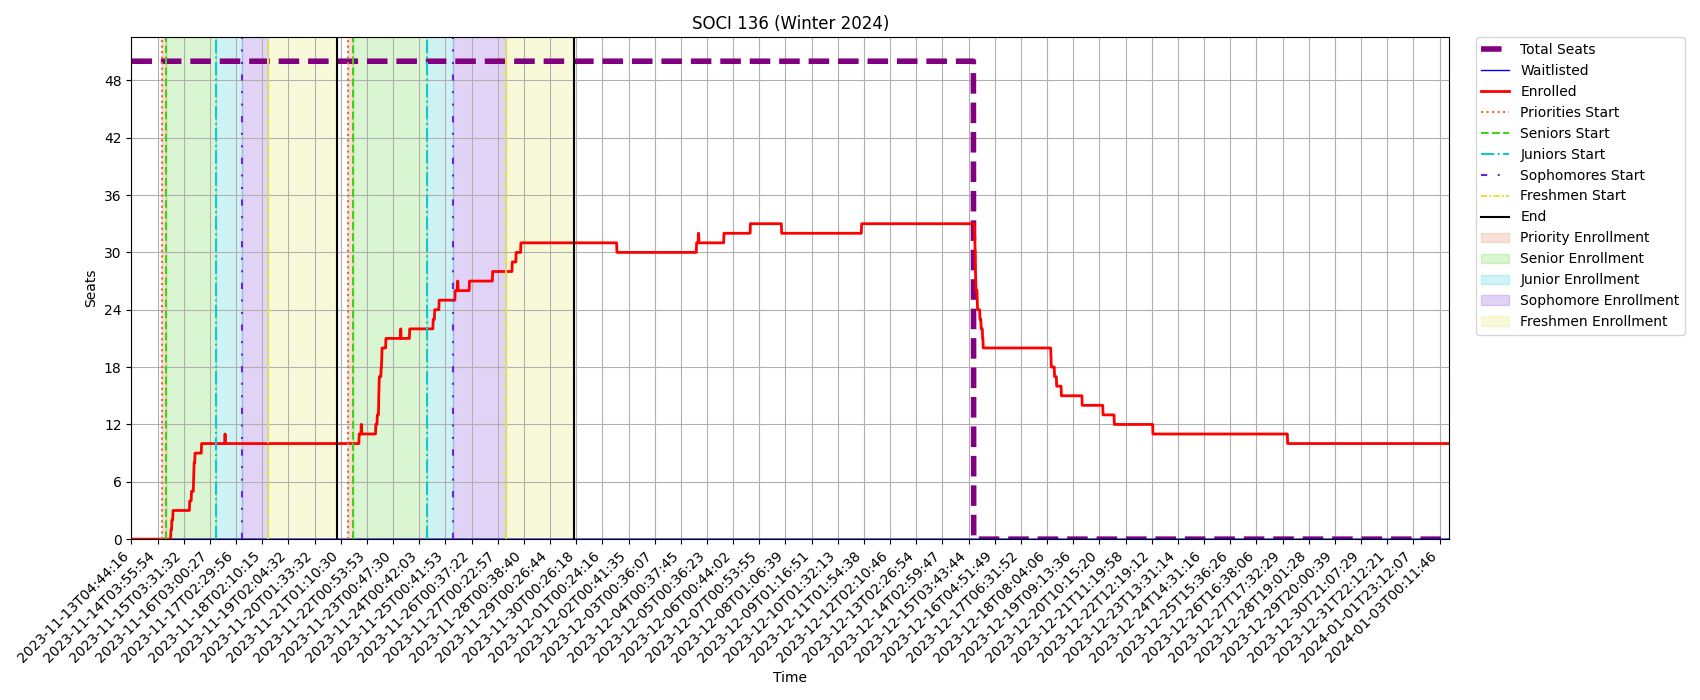 SOCI 136 (Winter 2024)
Seats
48
42
36
30
24
18
12
6
0
2023-11-13T04:44:16
2023-11-14T03:55:54
2023-11-15T03:31:32
2023-11-16T03:00:27
2023-11-17T02:29:56
2023-11-18T02:10:15
2023-11-19T02:04:32
2023-11-20T01:33:32
2023-11-21T01:10:30
2023-11-22T00:53:53
2023-11-23T00:47:30
2023-11-24T00:42:03
2023-11-25T00:41:53
2023-11-26T00:37:22
2023-11-27T00:22:57
2023-11-28T00:38:40
2023-11-29T00:26:44
2023-11-30T00:26:18
2023-12-01T00:24:16
2023-12-02T00:41:35
2023-12-03T00:36:07
2023-12-04T00:37:45
2023-12-05T00:36:23
2023-12-06T00:44:02
2023-12-07T00:53:55
2023-12-08T01:06:39
2023-12-09T01:16:51
2023-12-10T01:32:13
2023-12-11T01:54:38
2023-12-12T02:10:46
2023-12-13T02:26:54
2023-12-14T02:59:47
2023-12-15T03:43:44
2023-12-16T04:51:49
2023-12-17T06:31:52
2023-12-18T08:04:06
2023-12-19T09:13:36
2023-12-20T10:15:20
2023-12-21T11:19:58
2023-12-22T12:19:12
2023-12-23T13:31:14
2023-12-24T14:31:16
2023-12-25T15:36:26
2023-12-26T16:38:06
2023-12-27T17:32:29
2023-12-28T19:01:28
2023-12-29T20:00:39
2023-12-30T21:07:29
2023-12-31T22:12:21
2024-01-01T23:12:07
2024-01-03T00:11:46
Time
Total Seats
Waitlisted
Enrolled
Priorities Start
Seniors Start
Juniors Start
Sophomores Start
Freshmen Start
End
Priority Enrollment
Senior Enrollment
Junior Enrollment
Sophomore Enrollment
Freshmen Enrollment